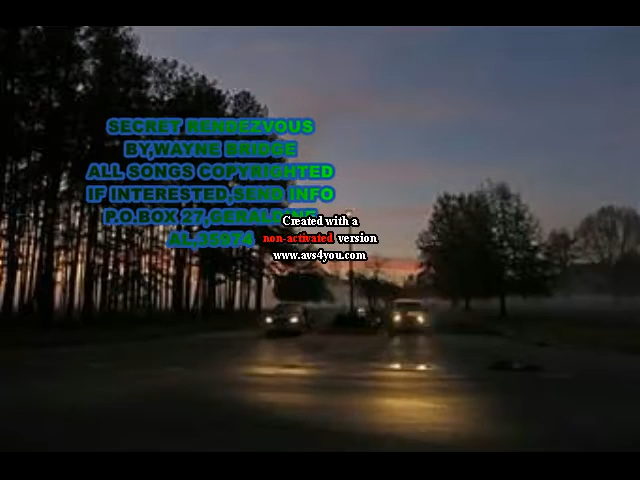 SECRET RENDEZVOUS
BY,WAYNE BRIDGE
ALL SONGS COPYRIGHTED
IF INTERESTED,SEND INFO
P.O.BOX 27,GERALDINE
AL,35974
Created with a
non-activated version
www.avs4you.com